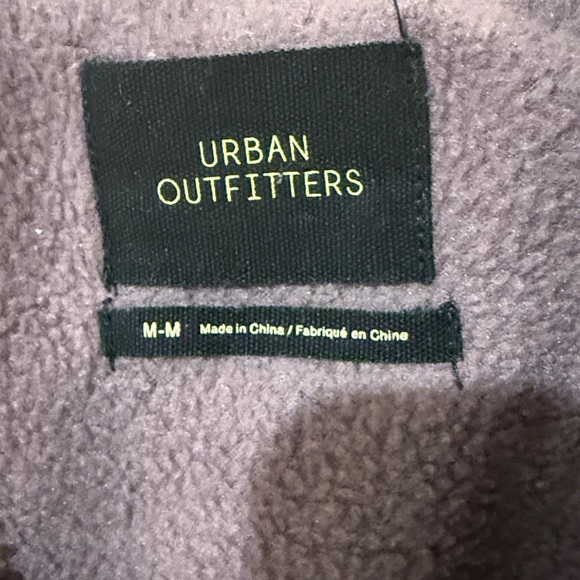 URBAN
OUTFITTERS
M-M Made in China / Fabriqué en Chine